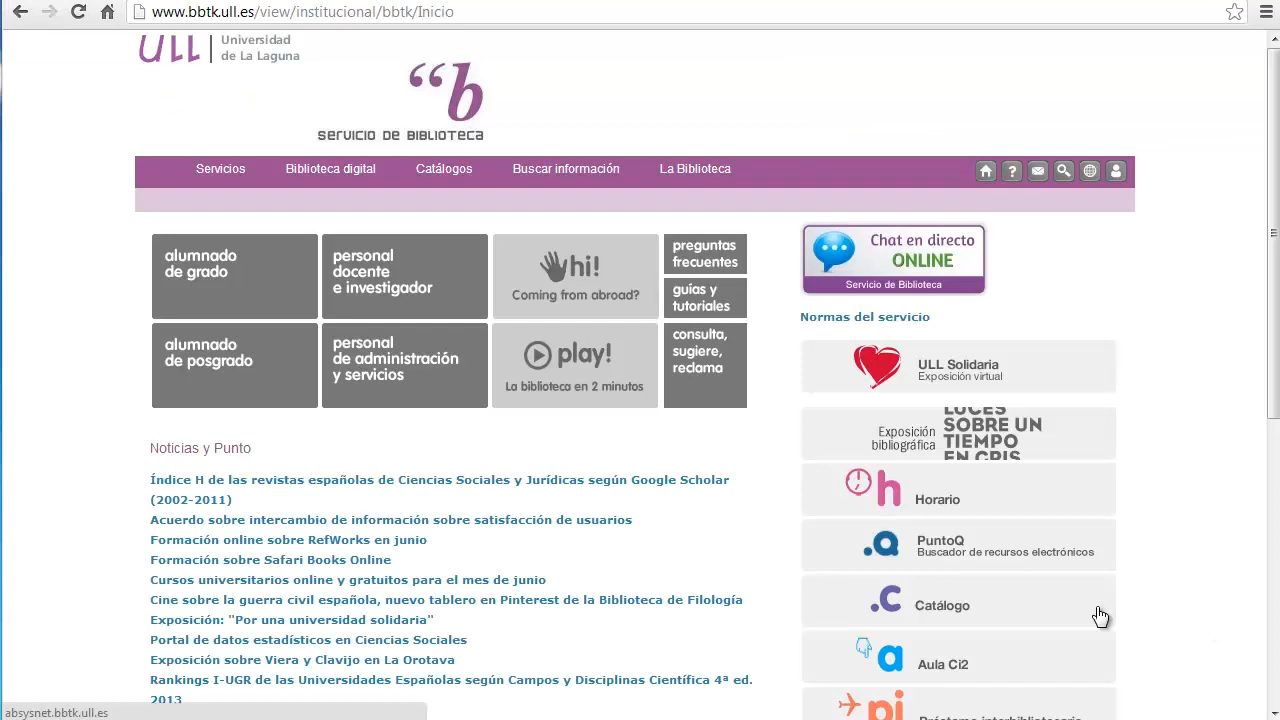 www.bbtk.ull.es/view/institucional/bbtk/Inicio
ULL
Universidad
de La Laguna
“b
SERVICIO DE BIBLIOTECA
Servicios Biblioteca digital Catálogos Buscar información La Biblioteca
?
alumnado
de grado
personal
docente
e investigador
hi!
Coming from abroad?
preguntas
frecuentes
guías y
tutoriales
alumnado
de posgrado
personal
de administración
y servicios
play!
La biblioteca en 2 minutos
consulta,
sugiere,
reclama
Chat en directo
ONLINE
Servicio de Biblioteca
Normas del servicio
ULL Solidaria
Exposición virtual
Exposición
bibliográfica
LUCES
SOBRE UN
TIEMPO
EN CRIS
h Horario
.Q PuntoQ
Buscador de recursos electrónicos
.c Catálogo
a Aula Ci2
pi Préstamo interbibliotecario
Noticias y Punto
Índice H de las revistas españolas de Ciencias Sociales y Jurídicas según Google Scholar
(2002-2011)
Acuerdo sobre intercambio de información sobre satisfacción de usuarios
Formación online sobre RefWorks en junio
Formación sobre Safari Books Online
Cursos universitarios online y gratuitos para el mes de junio
Cine sobre la guerra civil española, nuevo tablero en Pinterest de la Biblioteca de Filología
Exposición: "Por una universidad solidaria"
Portal de datos estadísticos en Ciencias Sociales
Exposición sobre Viera y Clavijo en La Orotava
Rankings I-UGR de las Universidades Españolas según Campos y Disciplinas Científica 4ª ed.
2013
absysnet.bbtk.ull.es